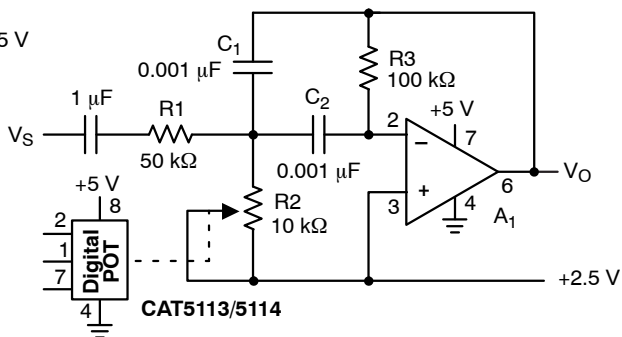 5 V
C1
0.001 µF
R3
100 kΩ
1 µF
R1
50 kΩ
C2
0.001 µF
+5 V
VS
2
7
–
+
3
4
6
VO
A1
R2
10 kΩ
+5 V
8
2
1
7
Digital
POT
4
CAT5113/5114
+2.5 V